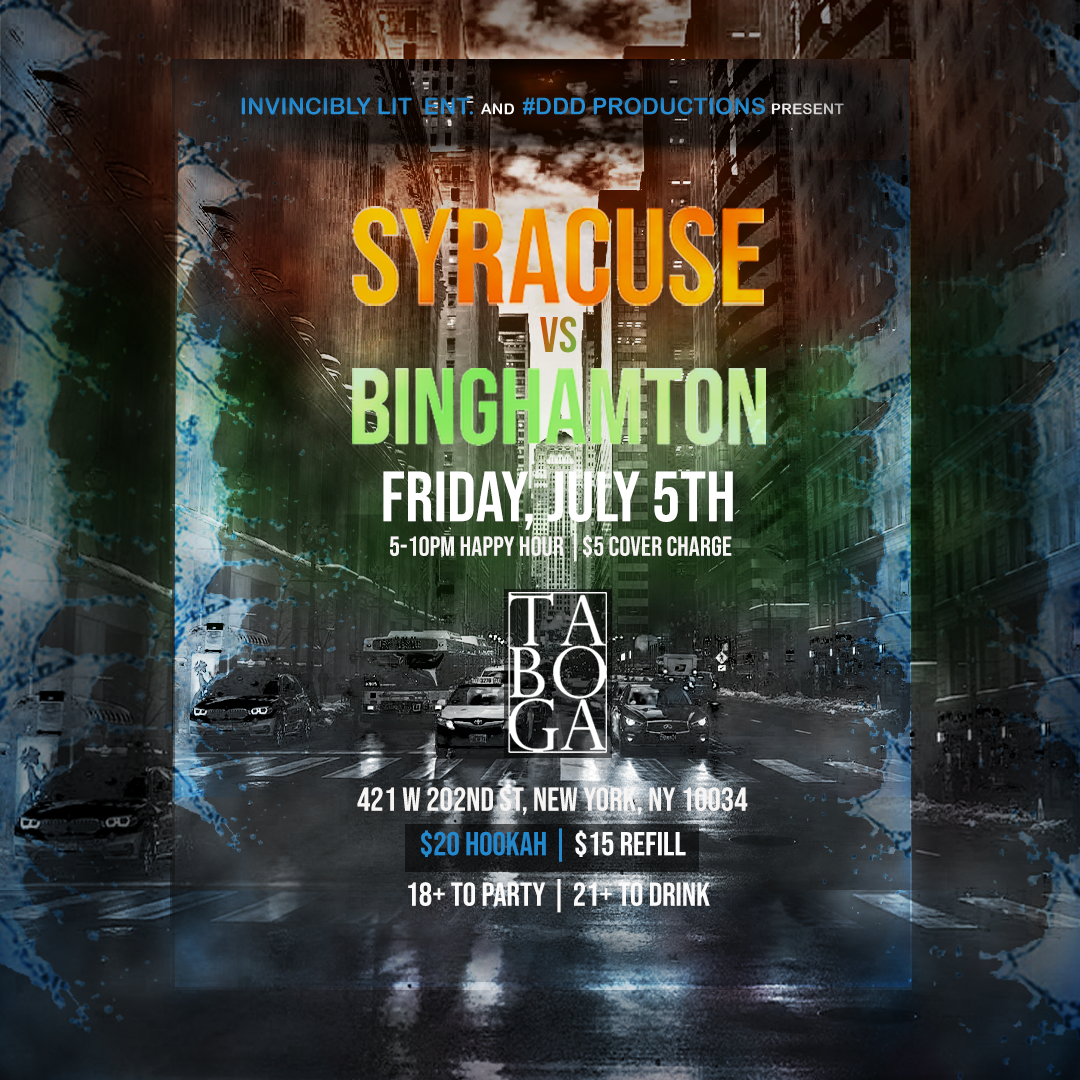 INVINCIBLY LIT ENT. AND #DDD PRODUCTIONS PRESENT
SYRACUSE
VS
BINGHAMTON
FRIDAY, JULY 5TH
5-10PM HAPPY HOUR | $5 COVER CHARGE
TA
BO
GA
421 W 202ND ST, NEW YORK, NY 10034
$20 HOOKAH | $15 REFILL
18+ TO PARTY | 21+ TO DRINK